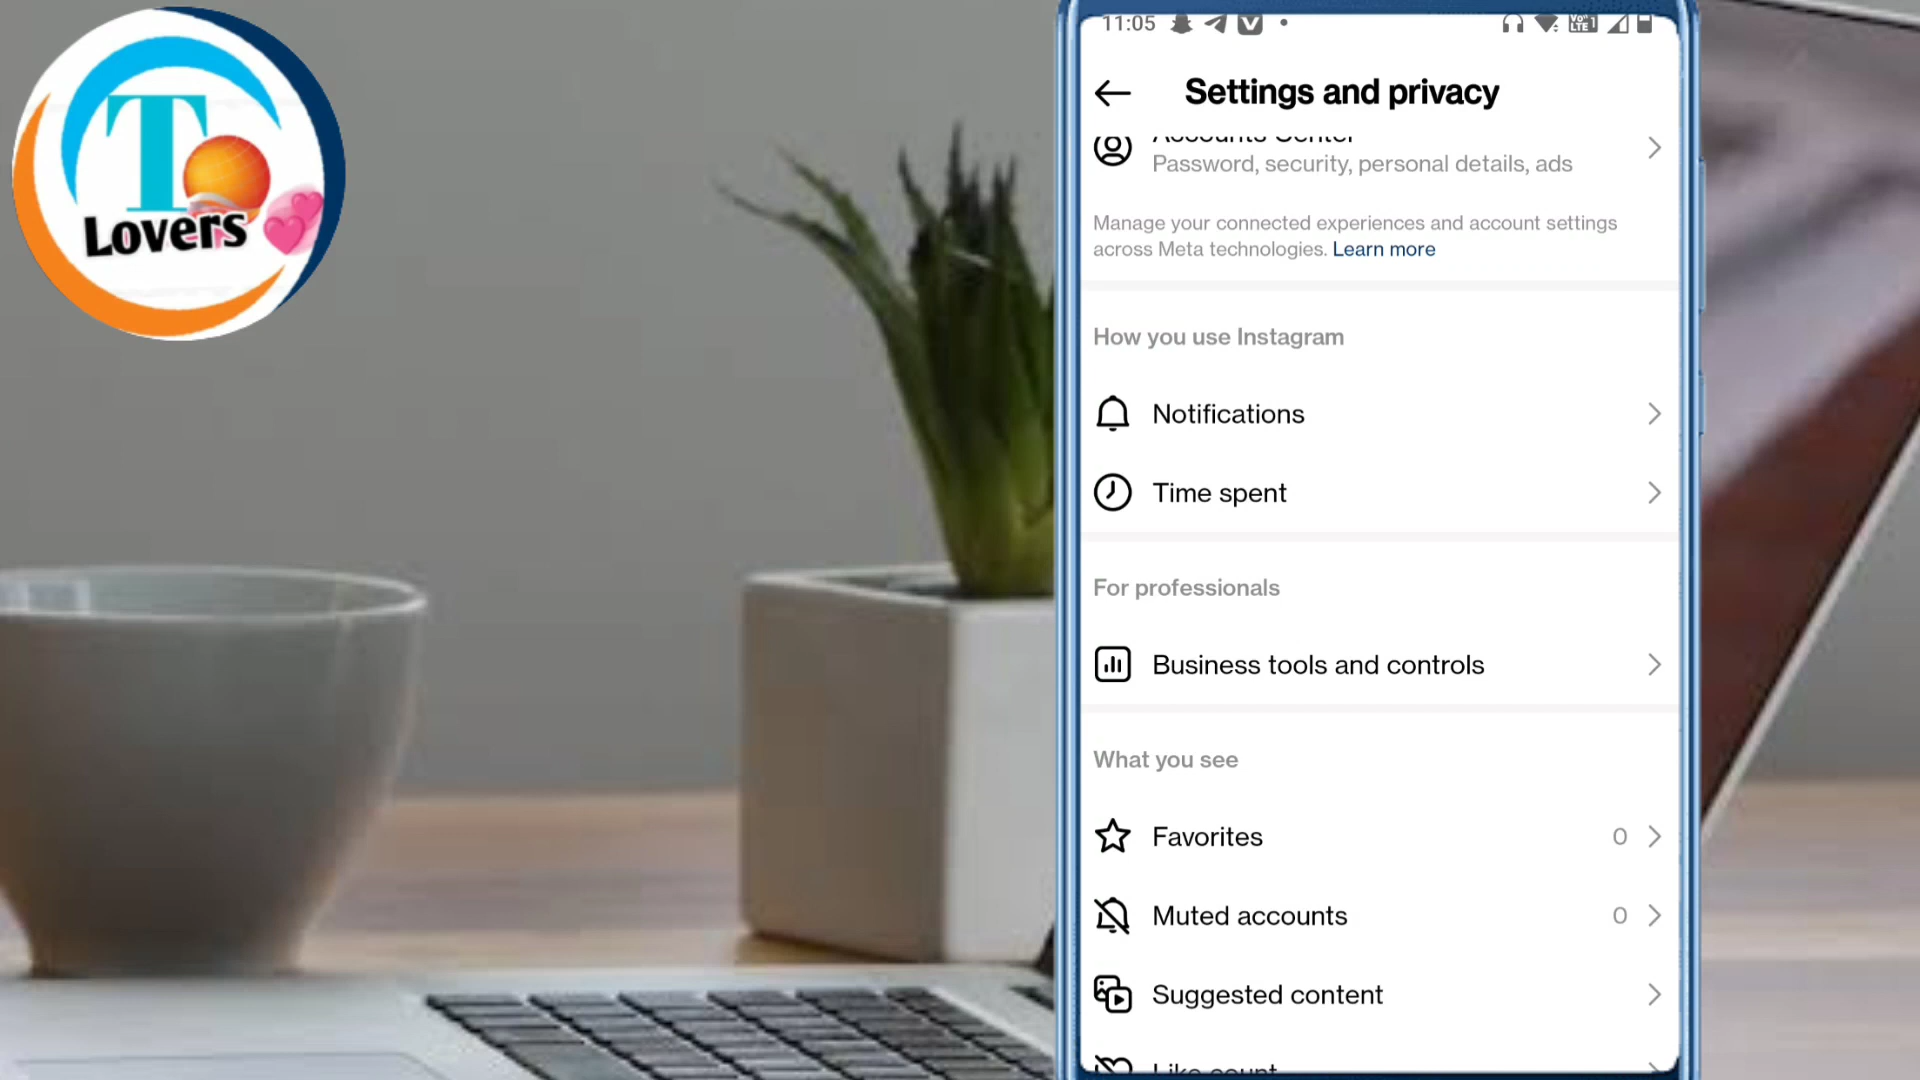 T
Lovers
11:05
Settings and privacy
Accounts Center
Password, security, personal details, ads
Manage your connected experiences and account settings
across Meta technologies. Learn more
How you use Instagram
Notifications
Time spent
For professionals
Business tools and controls
What you see
Favorites 0
Muted accounts 0
Suggested content
Like count